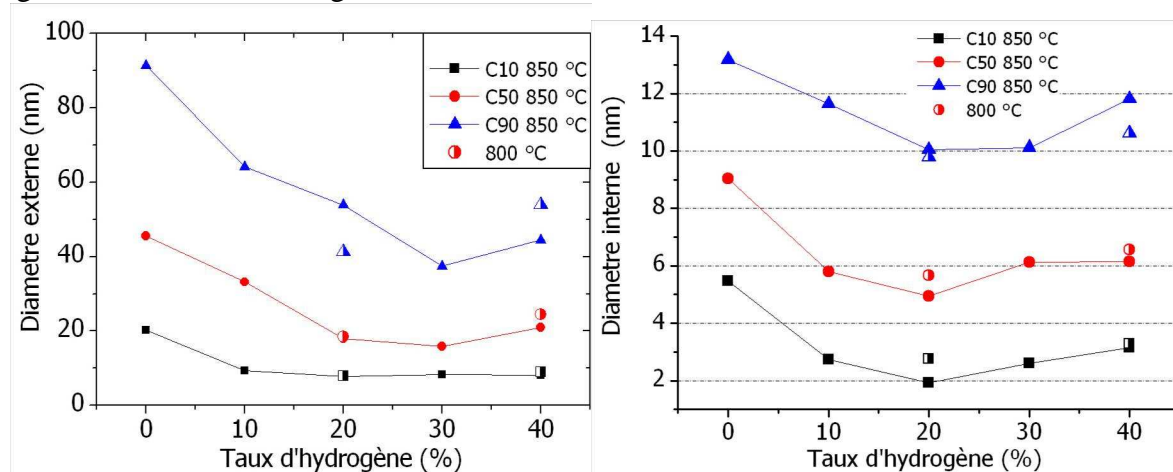 100
80
60
40
20
0
Diametre externe (nm)
C10 850 °C
C50 850 °C
C90 850 °C
800 °C
0 10 20 30 40
Taux d'hydrogène (%)
14
12
10
8
6
4
2
Diametre interne (nm)
C10 850 °C
C50 850 °C
C90 850 °C
800 °C
0 10 20 30 40
Taux d'hydrogène (%)